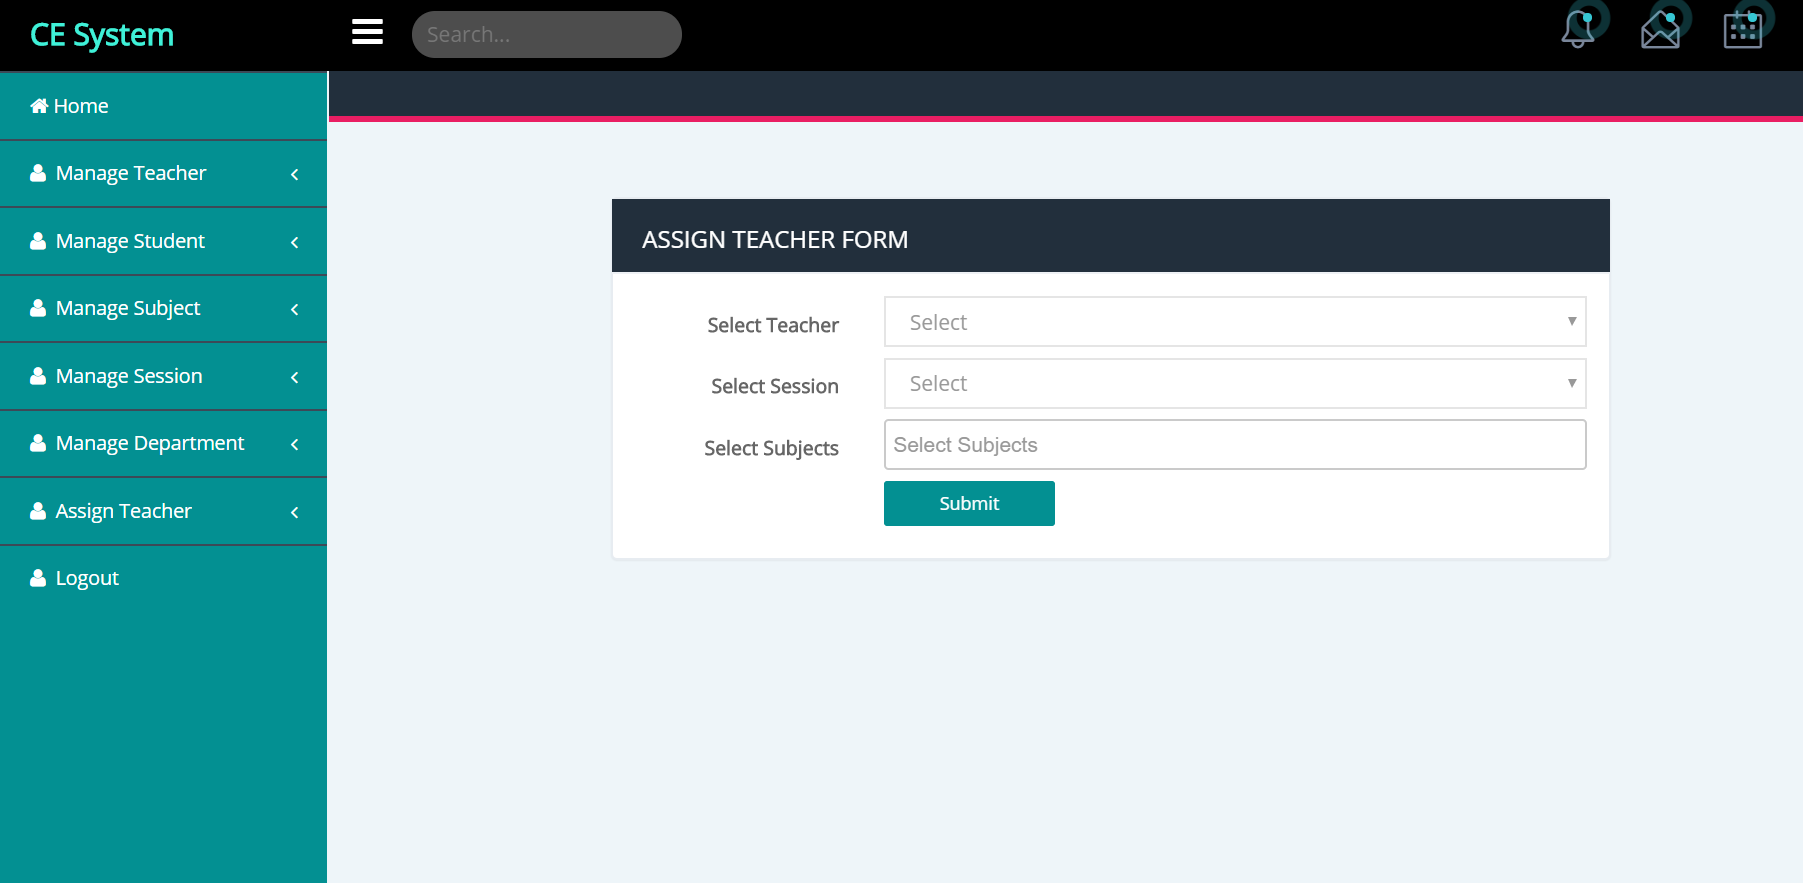 CE System
Search...
Home
Manage Teacher
Manage Student
Manage Subject
Manage Session
Manage Department
Assign Teacher
Logout
ASSIGN TEACHER FORM
Select Teacher
Select
Select Session
Select
Select Subjects
Select Subjects
Submit